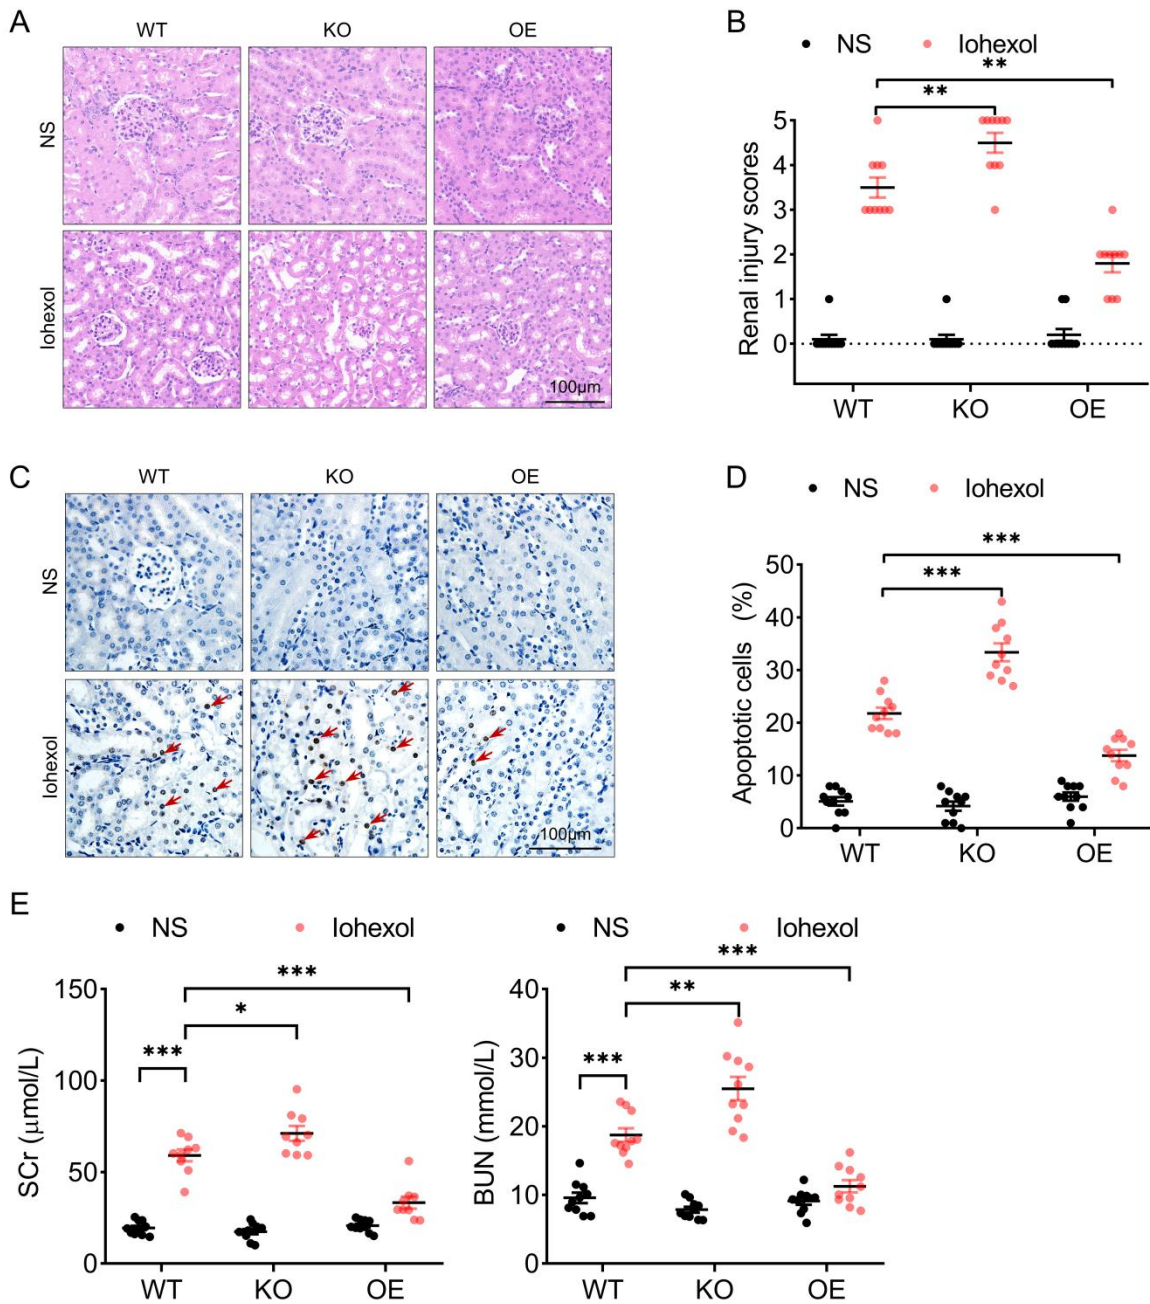 A
WT KO OE
NS
Iohexol
100μm
B
NS Iohexol
**
**
Renal injury scores
5
4
3
2
1
0
WT KO OE
C
WT KO OE
NS
Iohexol
100μm
D
NS Iohexol
***
***
Apoptotic cells (%)
50
40
30
20
10
0
WT KO OE
E
NS Iohexol
***
*
***
SCr (μmol/L)
150
100
50
0
WT KO OE
NS Iohexol
***
**
***
BUN (mmol/L)
40
30
20
10
0
WT KO OE